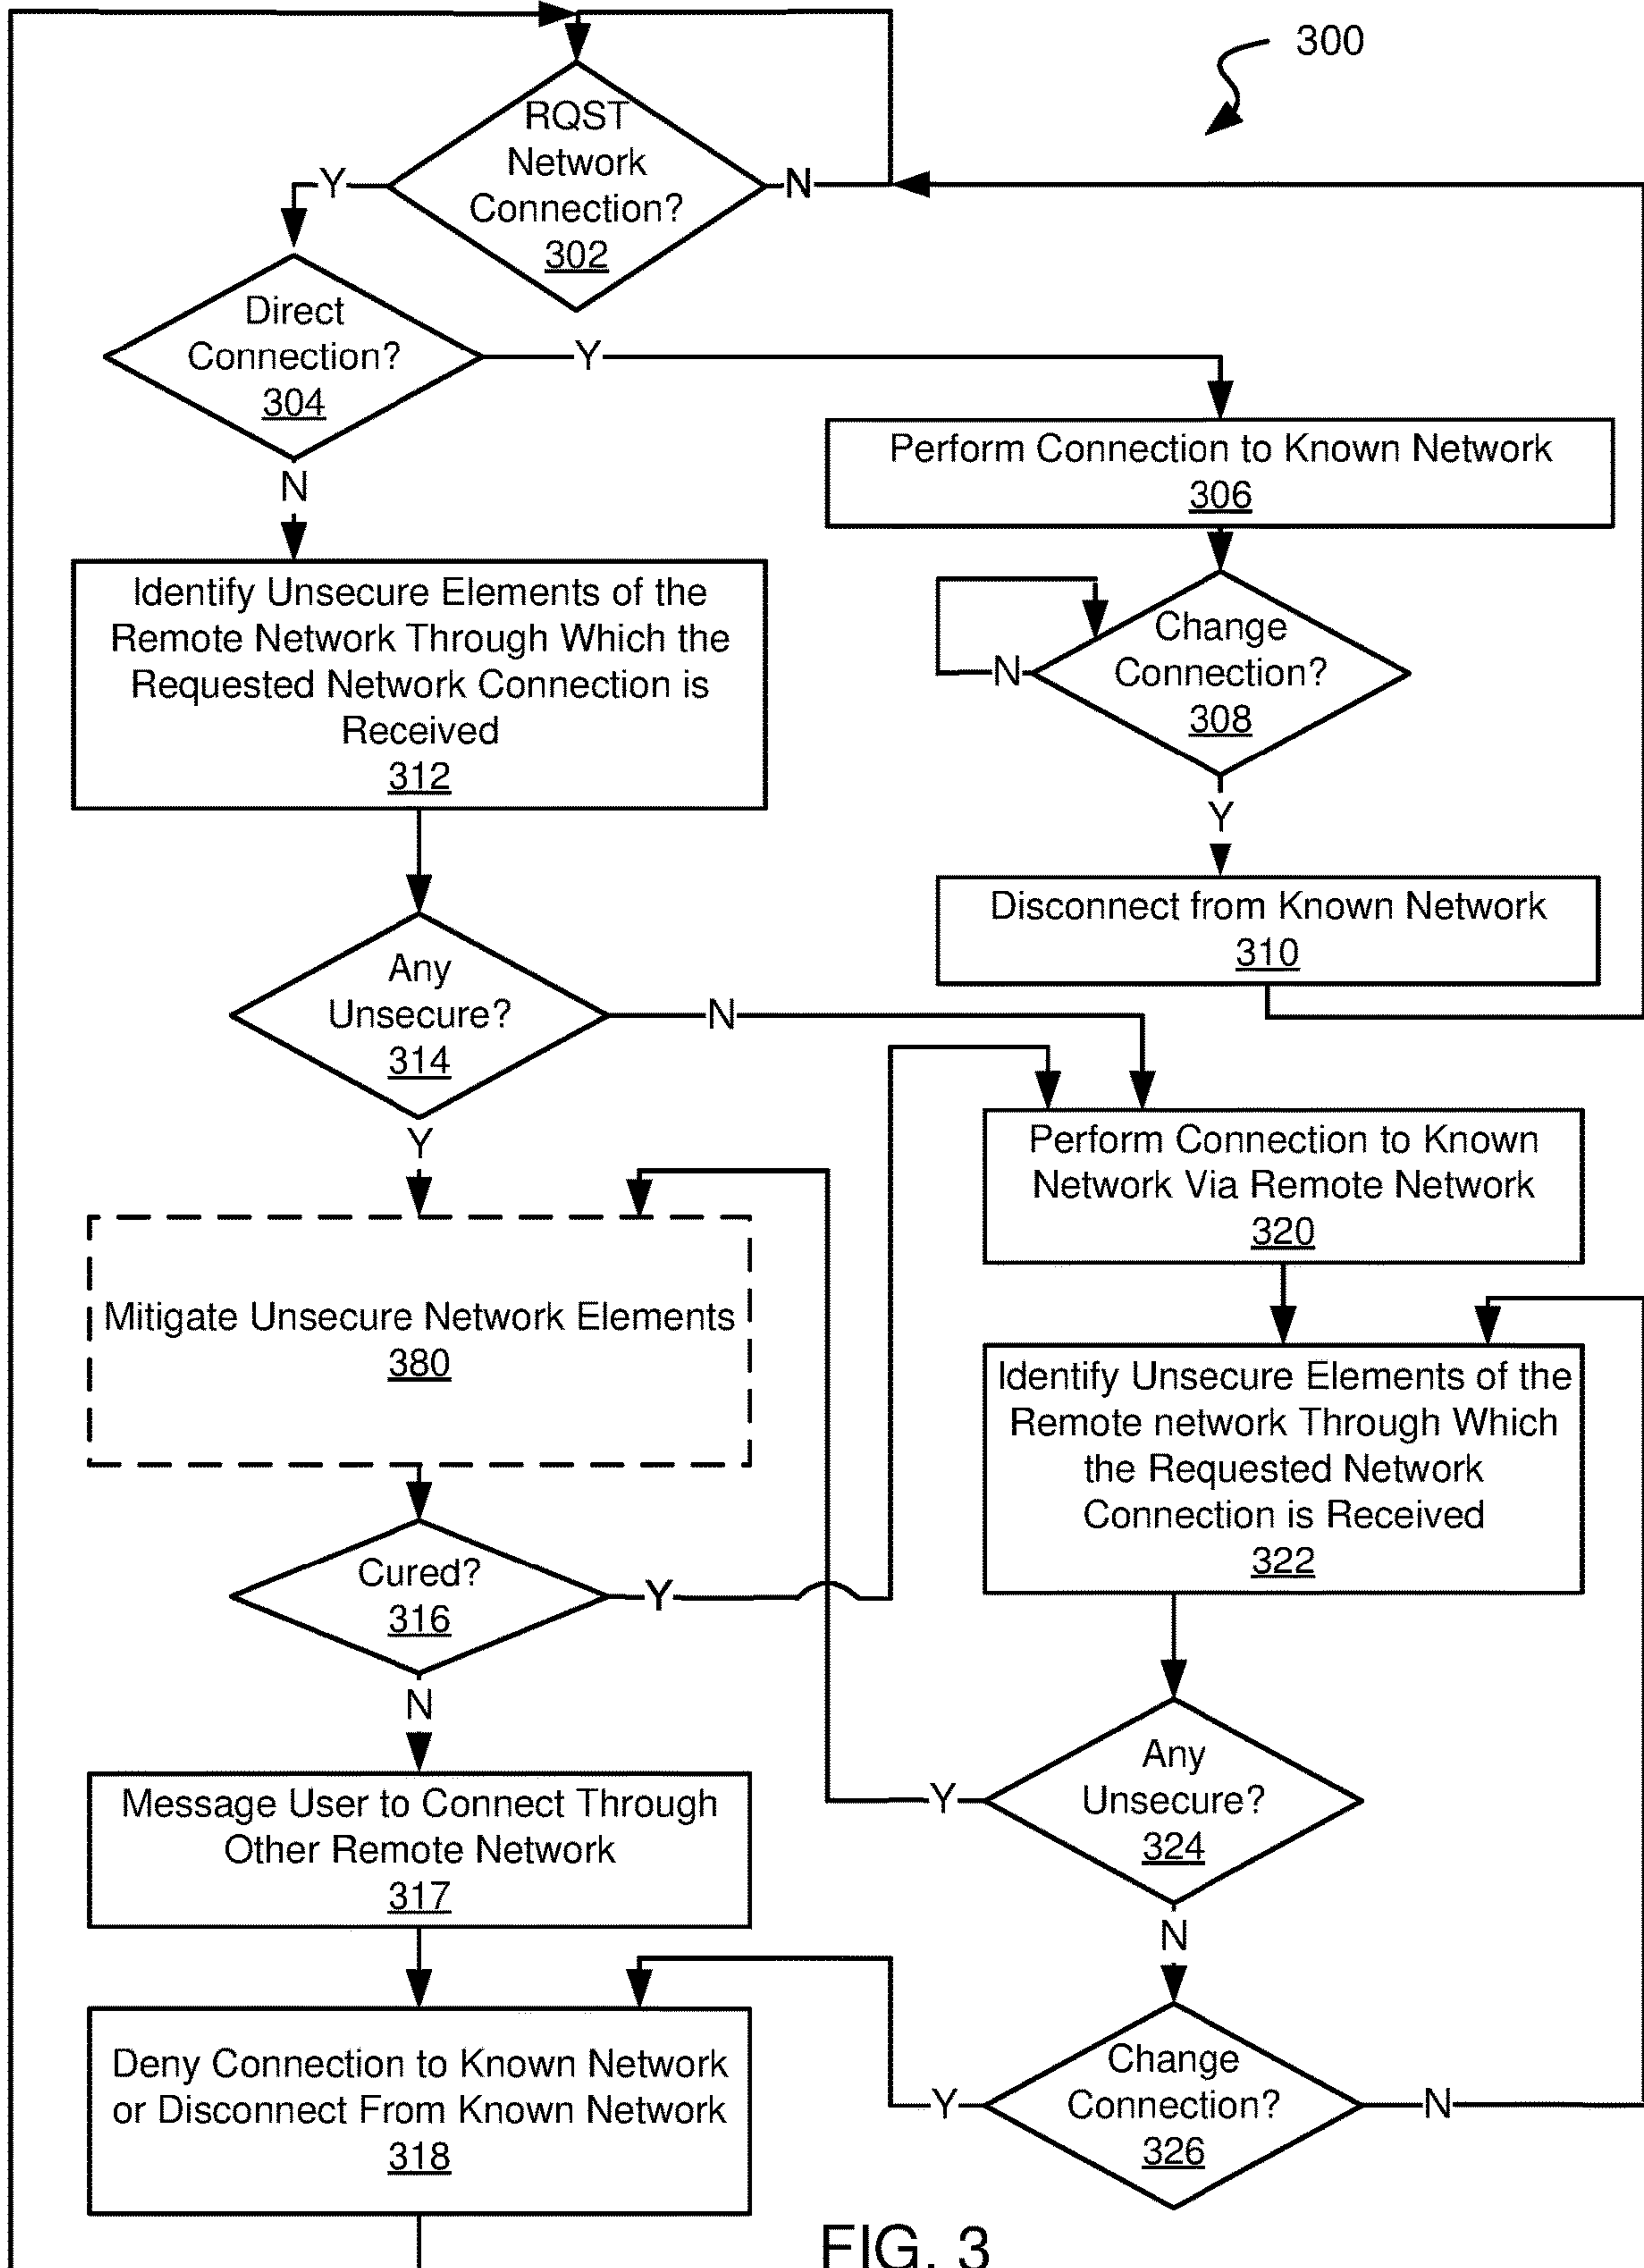 300
RQST
Network
Connection?
302
Y
N
Direct
Connection?
304
Y
N
Perform Connection to Known Network
306
Change
Connection?
308
N
Y
Disconnect from Known Network
310
Identify Unsecure Elements of the
Remote Network Through Which the
Requested Network Connection is
Received
312
Any
Unsecure?
314
N
Y
Perform Connection to Known
Network Via Remote Network
320
Mitigate Unsecure Network Elements
380
Identify Unsecure Elements of the
Remote network Through Which
the Requested Network
Connection is Received
322
Cured?
316
Y
N
Any
Unsecure?
324
Y
N
Message User to Connect Through
Other Remote Network
317
Deny Connection to Known Network
or Disconnect From Known Network
318
Change
Connection?
326
Y
N
FIG. 3